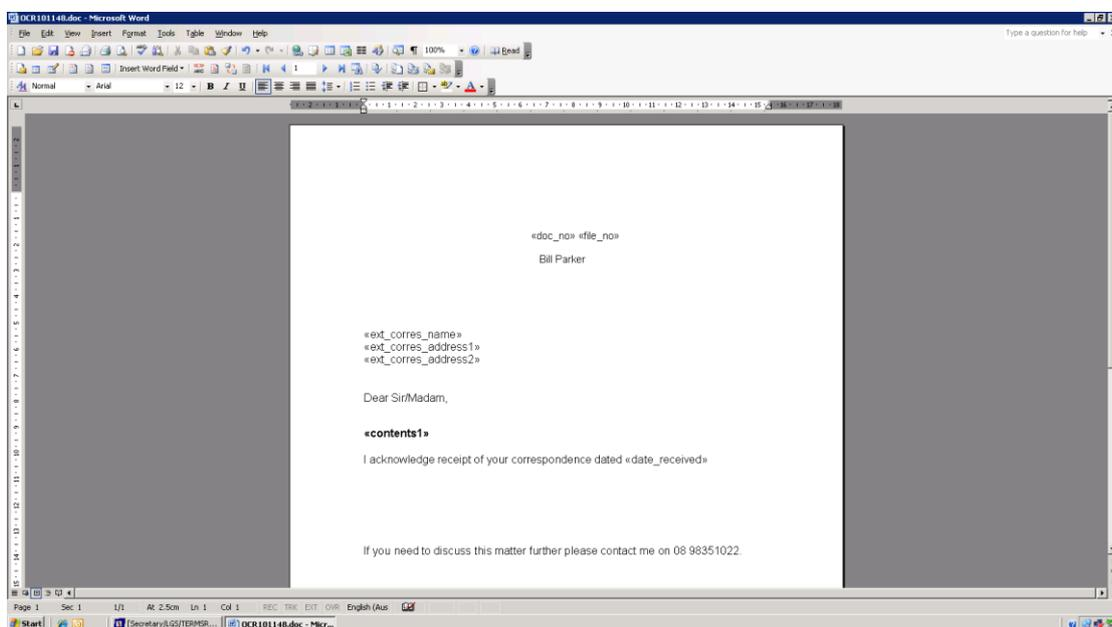 OCR101148.doc - Microsoft Word
File Edit View Insert Format Tools Table Window Help
Type a question for help
100%
Read
Insert Word Field
1
Normal
Arial
12
B I U
«doc_no» «file_no»
Bill Parker
«ext_corres_name»
«ext_corres_address1»
«ext_corres_address2»
Dear Sir/Madam,
«contents1»
I acknowledge receipt of your correspondence dated «date_received»
If you need to discuss this matter further please contact me on 08 98351022.
Page 1 Sec 1 1/1 At 2.5cm Ln 1 Col 1 REC TRK EXT OVR English (Aus
Start
[Secretary/LGS/TERMSR...
OCR101148.doc - Micr...